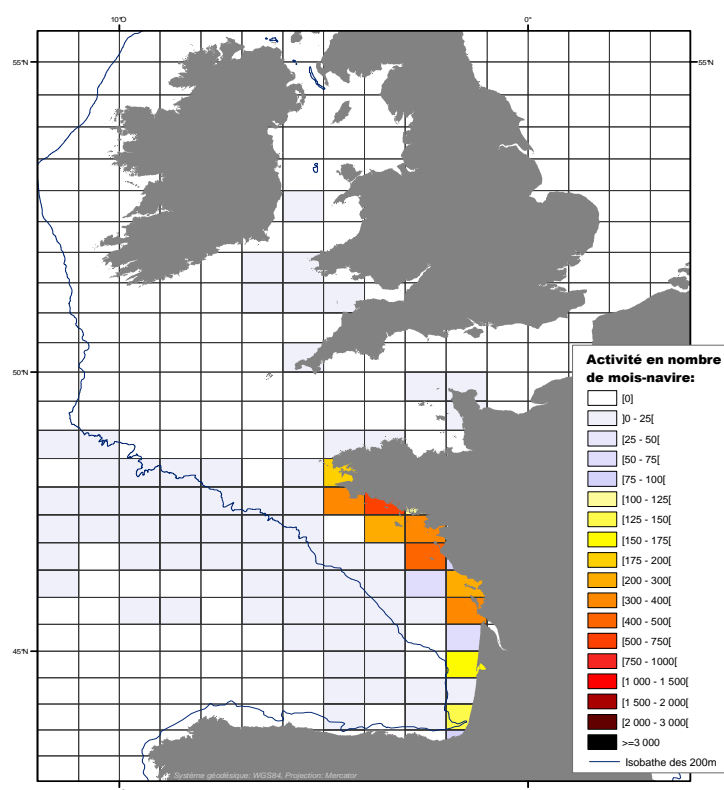 10°O
0°
55°N
55°N
50°N
45°N
Activité en nombre
de mois-navire:
[0]
]0 - 25[
[25 - 50[
[50 - 75[
[75 - 100[
[100 - 125[
[125 - 150[
[150 - 175[
[175 - 200[
[200 - 300[
[300 - 400[
[400 - 500[
[500 - 750[
[750 - 1000[
[1 000 - 1 500[
[1 500 - 2 000[
[2 000 - 3 000[
>=3 000
Isobathe des 200m
Système géodésique: WGS84, Projection: Mercator